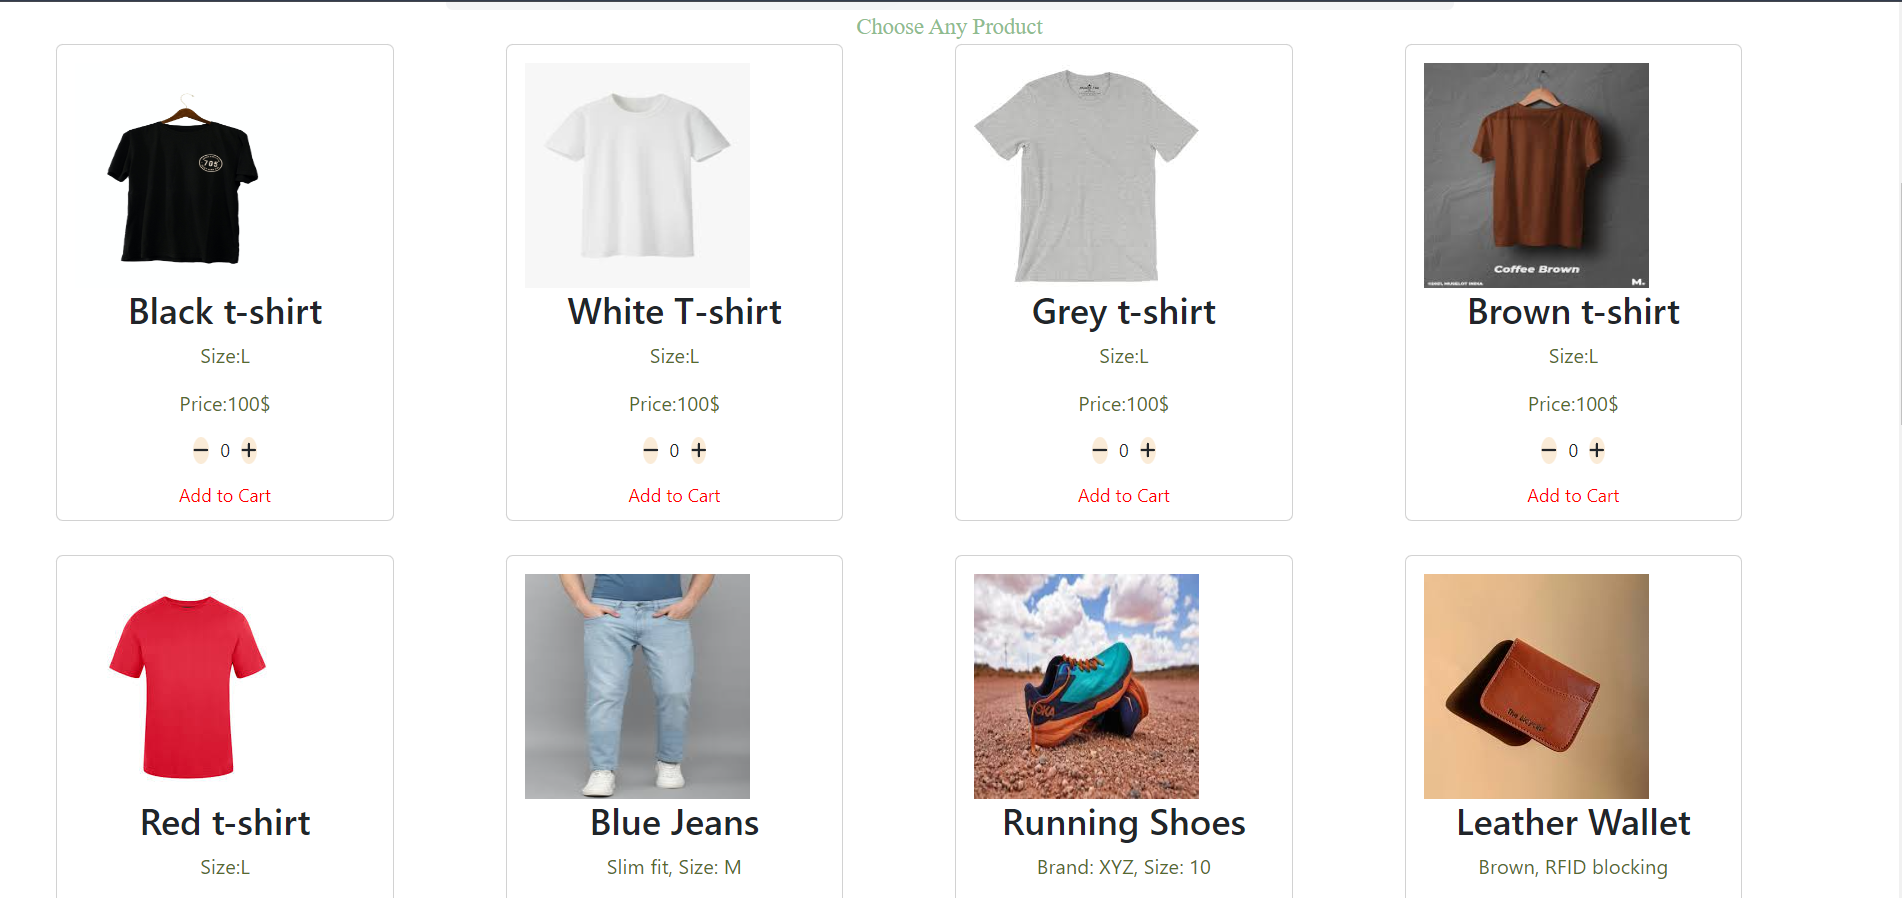 Choose Any Product
705
Coffee Brown
M.
Black t-shirt
White T-shirt
Grey t-shirt
Brown t-shirt
Size:L
Size:L
Size:L
Size:L
Price:100$
Price:100$
Price:100$
Price:100$
− 0 +
− 0 +
− 0 +
− 0 +
Add to Cart
Add to Cart
Add to Cart
Add to Cart
HOKA
Red t-shirt
Blue Jeans
Running Shoes
Leather Wallet
Size:L
Slim fit, Size: M
Brand: XYZ, Size: 10
Brown, RFID blocking